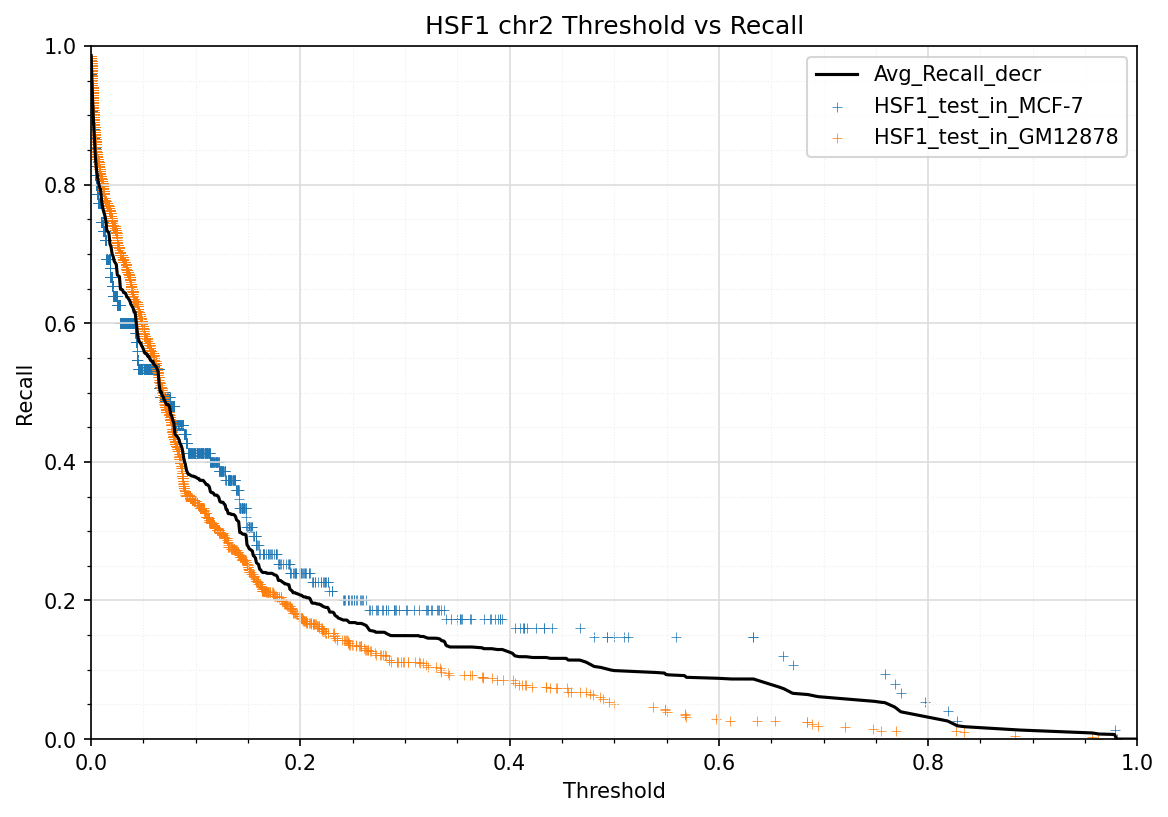 HSF1 chr2 Threshold vs Recall
1.0
0.8
0.6
0.4
0.2
0.0
Recall
Avg_Recall_decr
HSF1_test_in_MCF-7
HSF1_test_in_GM12878
0.0 0.2 0.4 0.6 0.8 1.0
Threshold